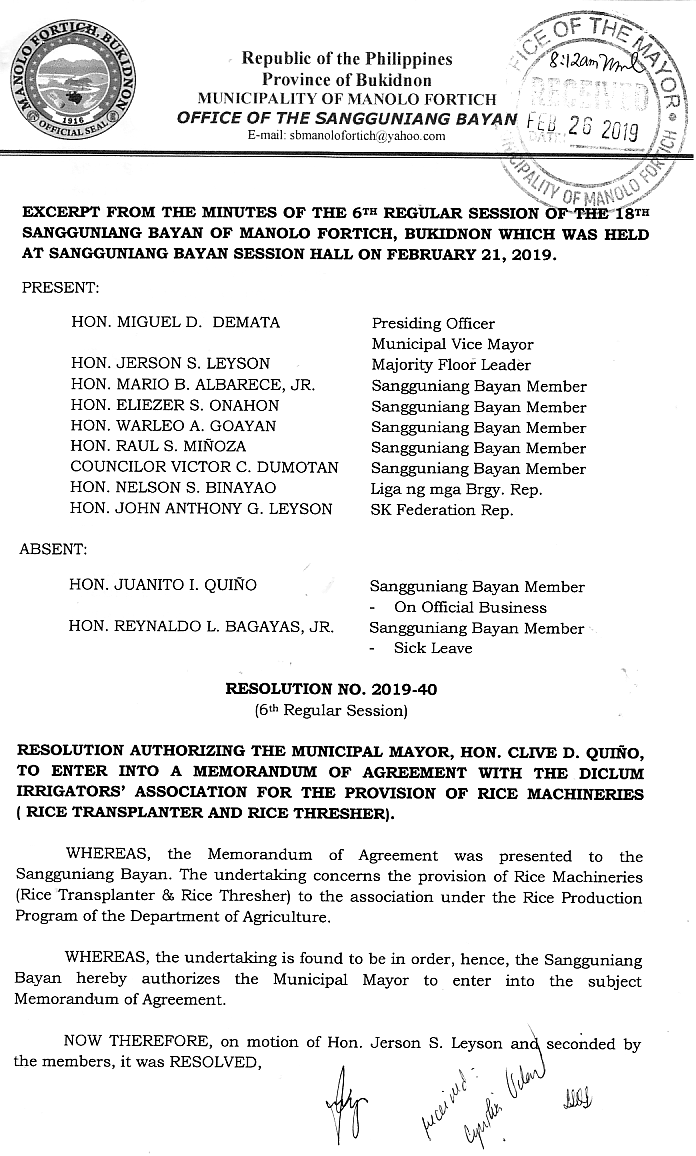 MANOLO FORTICH, BUKIDNON
1916
OFFICIAL SEAL
Republic of the Philippines
Province of Bukidnon
MUNICIPALITY OF MANOLO FORTICH
OFFICE OF THE SANGGUNIANG BAYAN
E-mail: sbmanolofortich@yahoo.com
OFFICE OF THE MAYOR
8:12am
RECEIVED
FEB 26 2019
MUNICIPALITY OF MANOLO FORTICH
EXCERPT FROM THE MINUTES OF THE 6TH REGULAR SESSION OF THE 18TH
SANGGUNIANG BAYAN OF MANOLO FORTICH, BUKIDNON WHICH WAS HELD
AT SANGGUNIANG BAYAN SESSION HALL ON FEBRUARY 21, 2019.
PRESENT:
HON. MIGUEL D. DEMATA Presiding Officer
Municipal Vice Mayor
HON. JERSON S. LEYSON Majority Floor Leader
HON. MARIO B. ALBARECE, JR. Sangguniang Bayan Member
HON. ELIEZER S. ONAHON Sangguniang Bayan Member
HON. WARLEO A. GOAYAN Sangguniang Bayan Member
HON. RAUL S. MIÑOZA Sangguniang Bayan Member
COUNCILOR VICTOR C. DUMOTAN Sangguniang Bayan Member
HON. NELSON S. BINAYAO Liga ng mga Brgy. Rep.
HON. JOHN ANTHONY G. LEYSON SK Federation Rep.
ABSENT:
HON. JUANITO I. QUIÑO Sangguniang Bayan Member
- On Official Business
HON. REYNALDO L. BAGAYAS, JR. Sangguniang Bayan Member
- Sick Leave
RESOLUTION NO. 2019-40
(6th Regular Session)
RESOLUTION AUTHORIZING THE MUNICIPAL MAYOR, HON. CLIVE D. QUIÑO,
TO ENTER INTO A MEMORANDUM OF AGREEMENT WITH THE DICLUM
IRRIGATORS' ASSOCIATION FOR THE PROVISION OF RICE MACHINERIES
( RICE TRANSPLANTER AND RICE THRESHER).
WHEREAS, the Memorandum of Agreement was presented to the
Sangguniang Bayan. The undertaking concerns the provision of Rice Machineries
(Rice Transplanter & Rice Thresher) to the association under the Rice Production
Program of the Department of Agriculture.
WHEREAS, the undertaking is found to be in order, hence, the Sangguniang
Bayan hereby authorizes the Municipal Mayor to enter into the subject
Memorandum of Agreement.
NOW THEREFORE, on motion of Hon. Jerson S. Leyson and seconded by
the members, it was RESOLVED,
received: